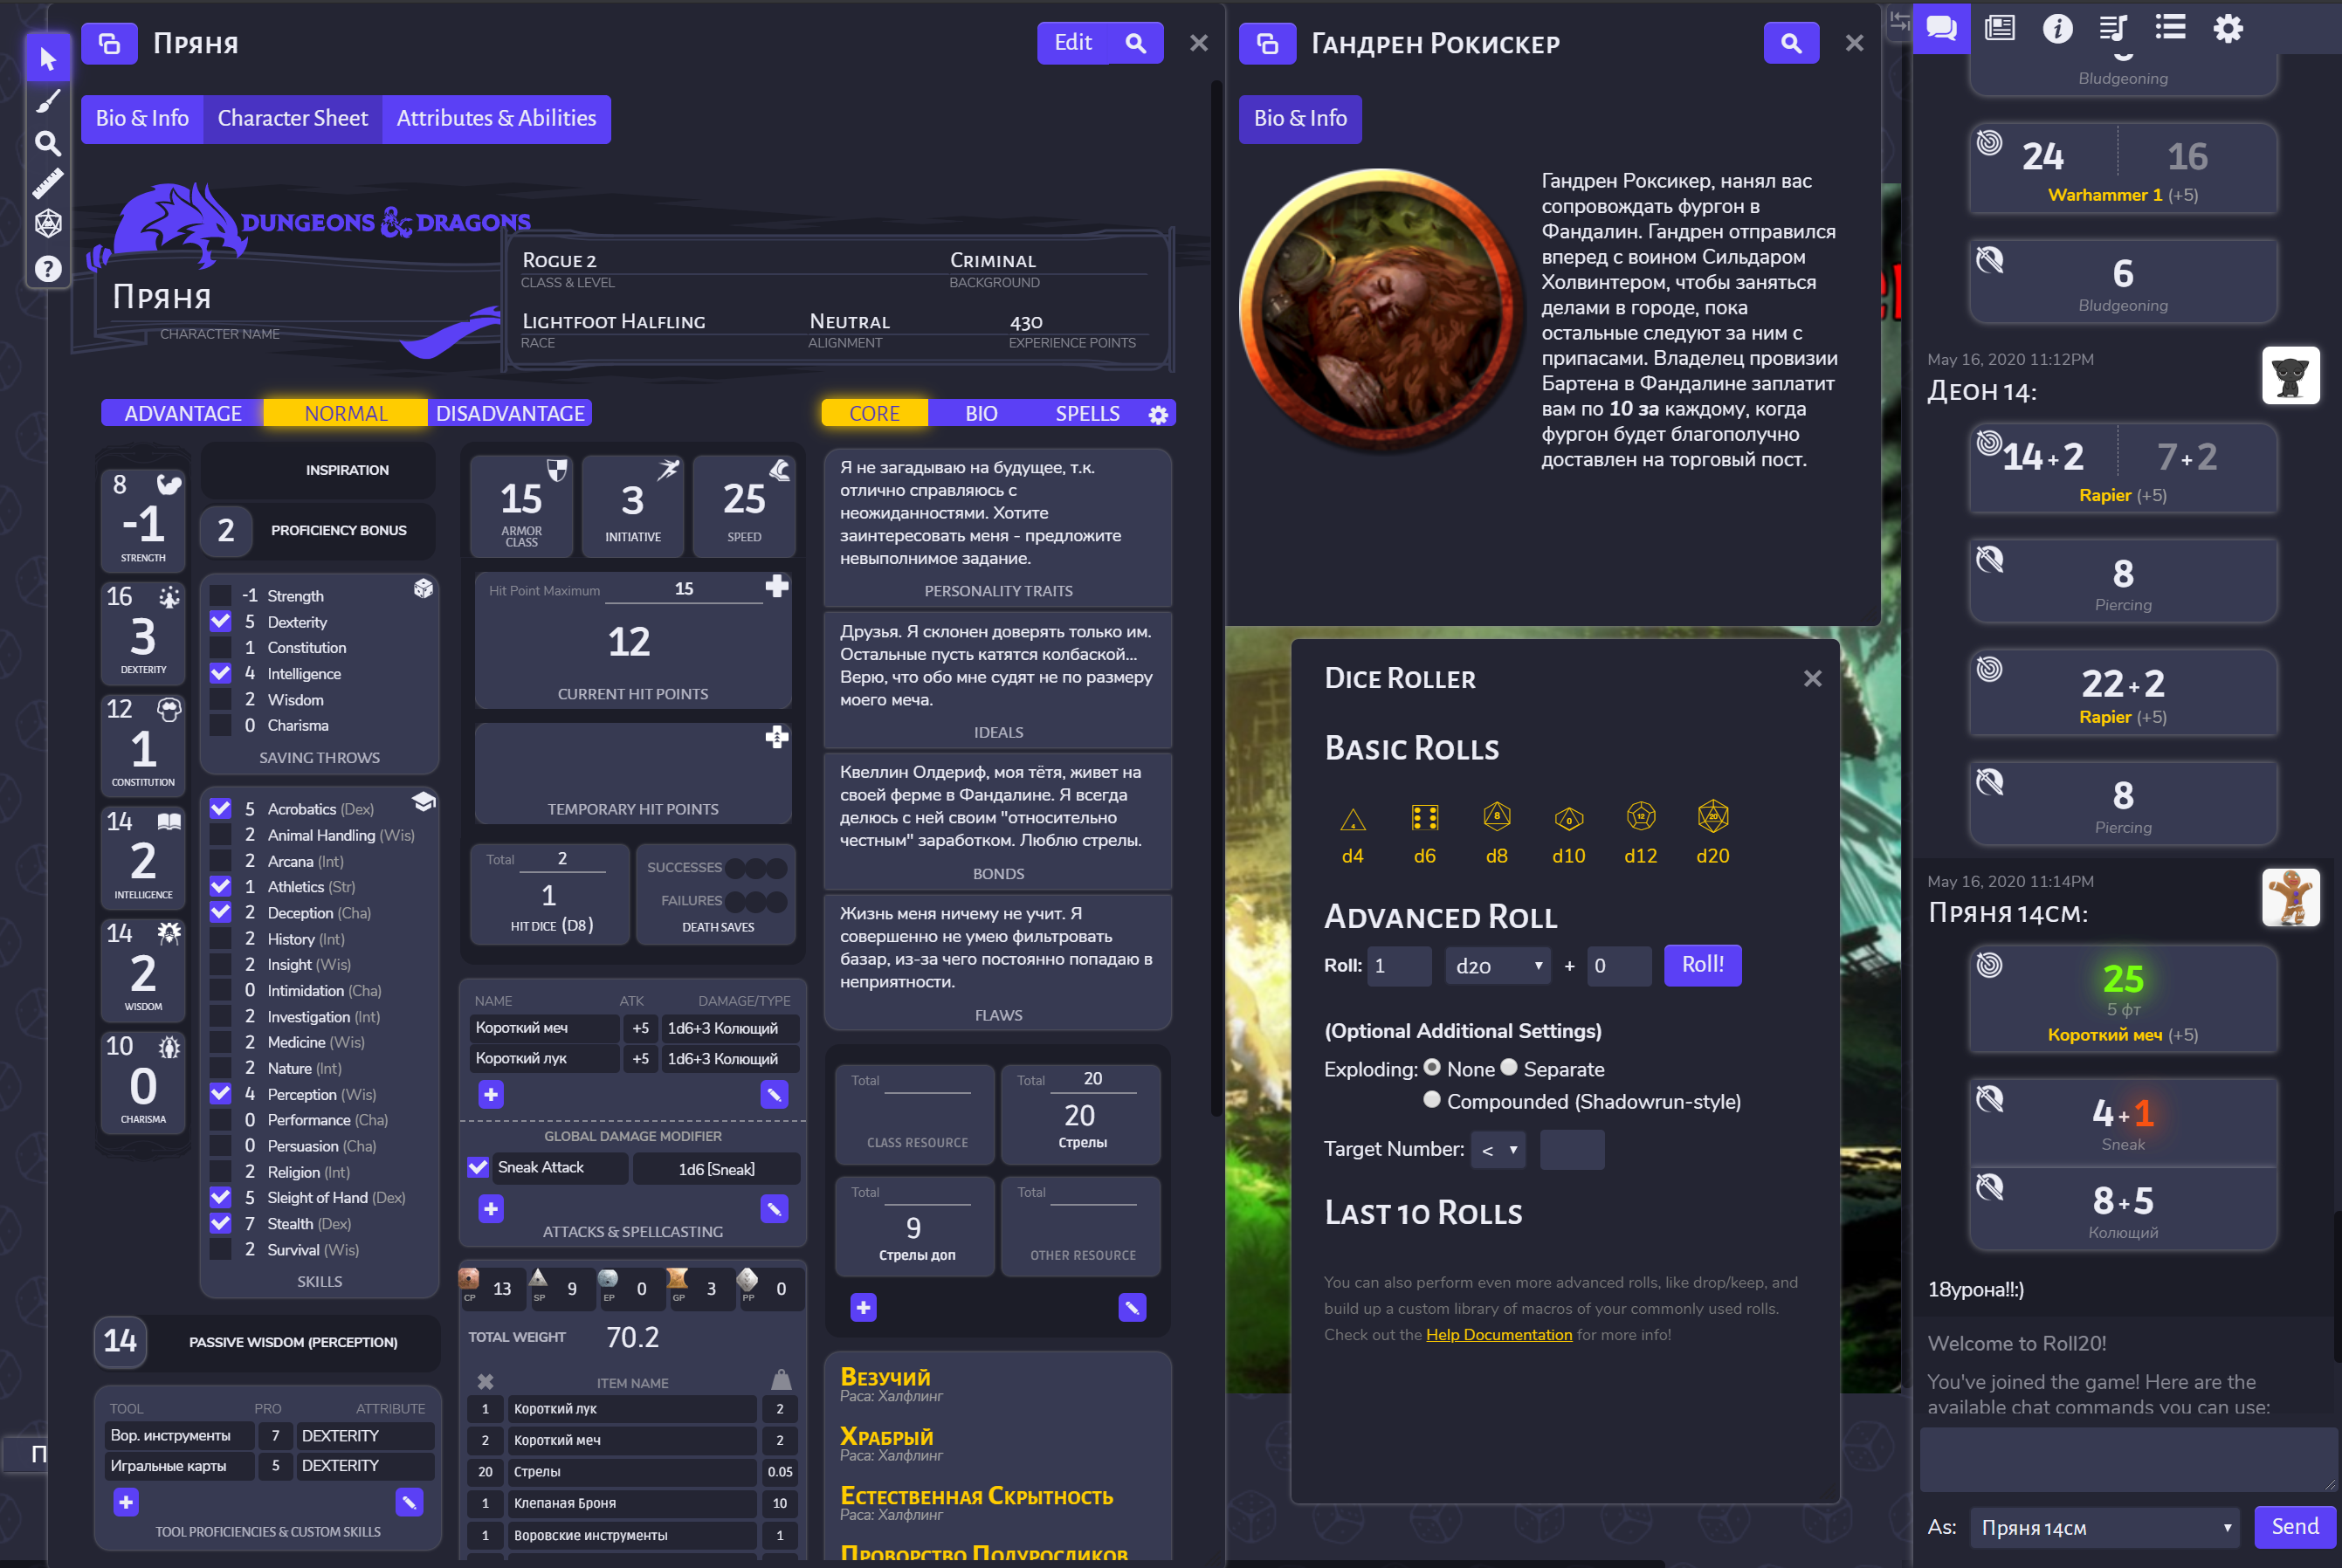 Пряня
Edit
Bio & Info
Character Sheet
Attributes & Abilities
DUNGEONS & DRAGONS
Пряня
CHARACTER NAME
Rogue 2
CLASS & LEVEL
Criminal
BACKGROUND
Lightfoot Halfling
RACE
Neutral
ALIGNMENT
430
EXPERIENCE POINTS
ADVANTAGE
NORMAL
DISADVANTAGE
CORE
BIO
SPELLS
8
-1
STRENGTH
16
3
DEXTERITY
12
1
CONSTITUTION
14
2
INTELLIGENCE
14
2
WISDOM
10
0
CHARISMA
INSPIRATION
2 PROFICIENCY BONUS
-1 Strength
5 Dexterity
1 Constitution
4 Intelligence
2 Wisdom
0 Charisma
SAVING THROWS
5 Acrobatics (Dex)
2 Animal Handling (Wis)
2 Arcana (Int)
1 Athletics (Str)
2 Deception (Cha)
2 History (Int)
2 Insight (Wis)
0 Intimidation (Cha)
2 Investigation (Int)
2 Medicine (Wis)
2 Nature (Int)
4 Perception (Wis)
0 Performance (Cha)
0 Persuasion (Cha)
2 Religion (Int)
5 Sleight of Hand (Dex)
7 Stealth (Dex)
2 Survival (Wis)
SKILLS
14 PASSIVE WISDOM (PERCEPTION)
TOOL PRO ATTRIBUTE
Вор. инструменты 7 DEXTERITY
Игральные карты 5 DEXTERITY
TOOL PROFICIENCIES & CUSTOM SKILLS
П
15
ARMOR
CLASS
3
INITIATIVE
25
SPEED
Hit Point Maximum 15
12
CURRENT HIT POINTS
TEMPORARY HIT POINTS
Total 2
1
HIT DICE (D8)
SUCCESSES
FAILURES
DEATH SAVES
NAME ATK DAMAGE/TYPE
Короткий меч +5 1d6+3 Колющий
Короткий лук +5 1d6+3 Колющий
GLOBAL DAMAGE MODIFIER
Sneak Attack 1d6 [Sneak]
ATTACKS & SPELLCASTING
CP 13 SP 9 EP 0 GP 3 PP 0
TOTAL WEIGHT 70.2
ITEM NAME
1 Короткий лук 2
2 Короткий меч 2
20 Стрелы 0.05
1 Клепаная Броня 10
1 Воровские инструменты 1
Я не загадываю на будущее, т.к.
отлично справляюсь с
неожиданностями. Хотите
заинтересовать меня - предложите
невыполнимое задание.
PERSONALITY TRAITS
Друзья. Я склонен доверять только им.
Остальные пусть катятся колбаской...
Верю, что обо мне судят не по размеру
моего меча.
IDEALS
Квеллин Олдериф, моя тётя, живет на
своей ферме в Фандалине. Я всегда
делюсь с ней своим "относительно
честным" заработком. Люблю стрелы.
BONDS
Жизнь меня ничему не учит. Я
совершенно не умею фильтровать
базар, из-за чего постоянно попадаю в
неприятности.
FLAWS
Total
CLASS RESOURCE
Total 20
20
Стрелы
Total
9
Стрелы доп
Total
OTHER RESOURCE
Везучий
Раса: Халфлинг
Храбрый
Раса: Халфлинг
Естественная Скрытность
Раса: Халфлинг
Проворство Полуросликов
Гандрен Рокискер
Bio & Info
Гандрен Роксикер, нанял вас
сопровождать фургон в
Фандалин. Гандрен отправился
вперед с воином Сильдаром
Холвинтером, чтобы заняться
делами в городе, пока
остальные следуют за ним с
припасами. Владелец провизии
Бартена в Фандалине заплатит
вам по 10 за каждому, когда
фургон будет благополучно
доставлен на торговый пост.
Dice Roller
Basic Rolls
4 8 0 12 20
d4 d6 d8 d10 d12 d20
Advanced Roll
Roll: 1 d20 + 0 Roll!
(Optional Additional Settings)
Exploding: None Separate
Compounded (Shadowrun-style)
Target Number: <
Last 10 Rolls
You can also perform even more advanced rolls, like drop/keep, and
build up a custom library of macros of your commonly used rolls.
Check out the Help Documentation for more info!
Bludgeoning
24 16
Warhammer 1 (+5)
6
Bludgeoning
May 16, 2020 11:12PM
Деон 14:
14+2 7+2
Rapier (+5)
8
Piercing
22+2
Rapier (+5)
8
Piercing
May 16, 2020 11:14PM
Пряня 14см:
25
5 фт
Короткий меч (+5)
4+1
Sneak
8+5
Колющий
18урона!!:)
Welcome to Roll20!
You've joined the game! Here are the
available chat commands you can use:
As: Пряня 14см Send